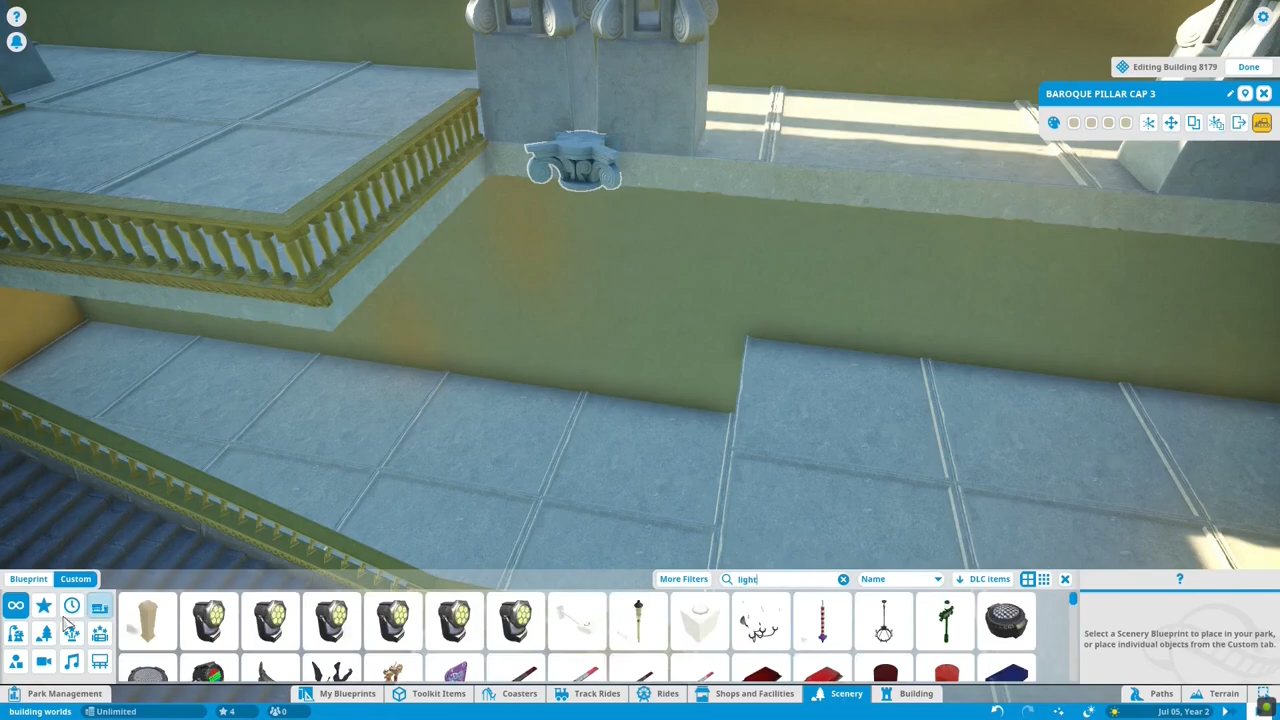 Editing Building 8179
Done
BAROQUE PILLAR CAP 3
Blueprint
Custom
More Filters
light
Name
DLC items
Select a Scenery Blueprint to place in your park, or place individual objects from the Custom tab.
Park Management
My Blueprints
Toolkit Items
Coasters
Track Rides
Rides
Shops and Facilities
Scenery
Building
Paths
Terrain
building worlds
Unlimited
4
0
Jul 05, Year 2